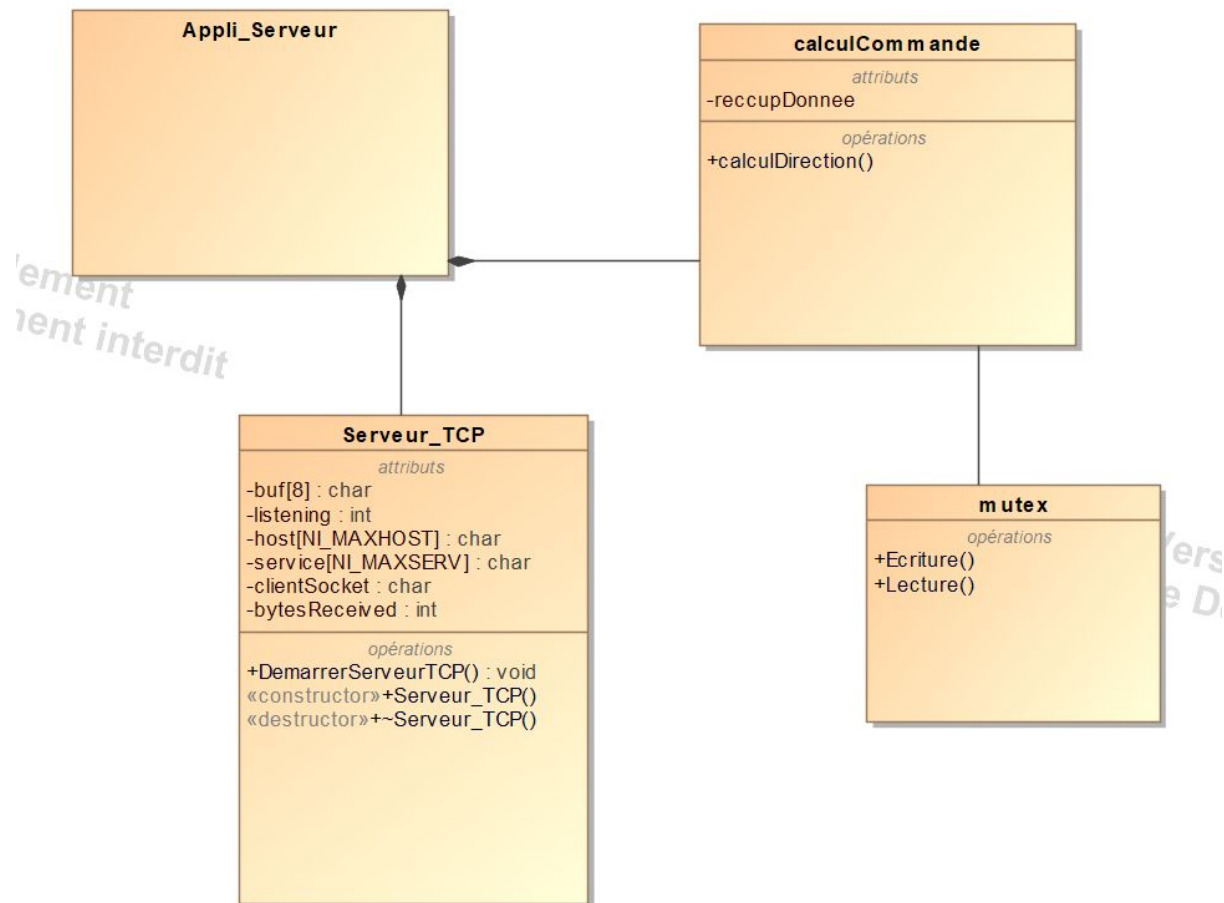 Appli_Serveur
calculCommande
attributs
-reccupDonnee
opérations
+calculDirection()
ement
nent interdit
Serveur_TCP
attributs
-buf[8] : char
-listening : int
-host[NI_MAXHOST] : char
-service[NI_MAXSERV] : char
-clientSocket : char
-bytesReceived : int
opérations
+DemarrerServeurTCP() : void
«constructor»+Serveur_TCP()
«destructor»+~Serveur_TCP()
mutex
opérations
+Ecriture()
+Lecture()